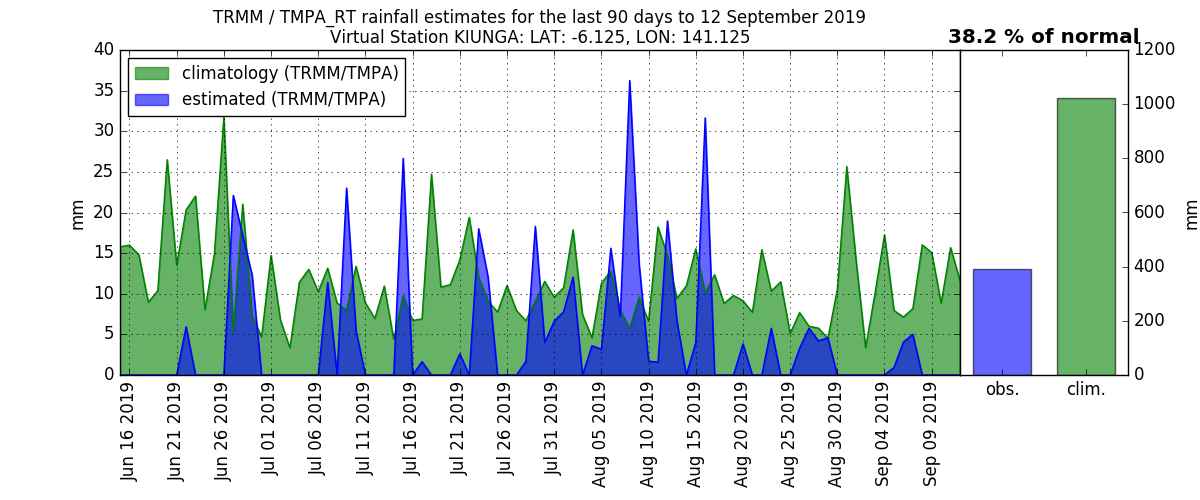 TRMM / TMPA_RT rainfall estimates for the last 90 days to 12 September 2019
Virtual Station KIUNGA: LAT: -6.125, LON: 141.125
38.2 % of normal
climatology (TRMM/TMPA)
estimated (TRMM/TMPA)
mm
40
35
30
25
20
15
10
5
0
Jun 16 2019
Jun 21 2019
Jun 26 2019
Jul 01 2019
Jul 06 2019
Jul 11 2019
Jul 16 2019
Jul 21 2019
Jul 26 2019
Jul 31 2019
Aug 05 2019
Aug 10 2019
Aug 15 2019
Aug 20 2019
Aug 25 2019
Aug 30 2019
Sep 04 2019
Sep 09 2019
obs.
clim.
1200
1000
800
600
400
200
0
mm